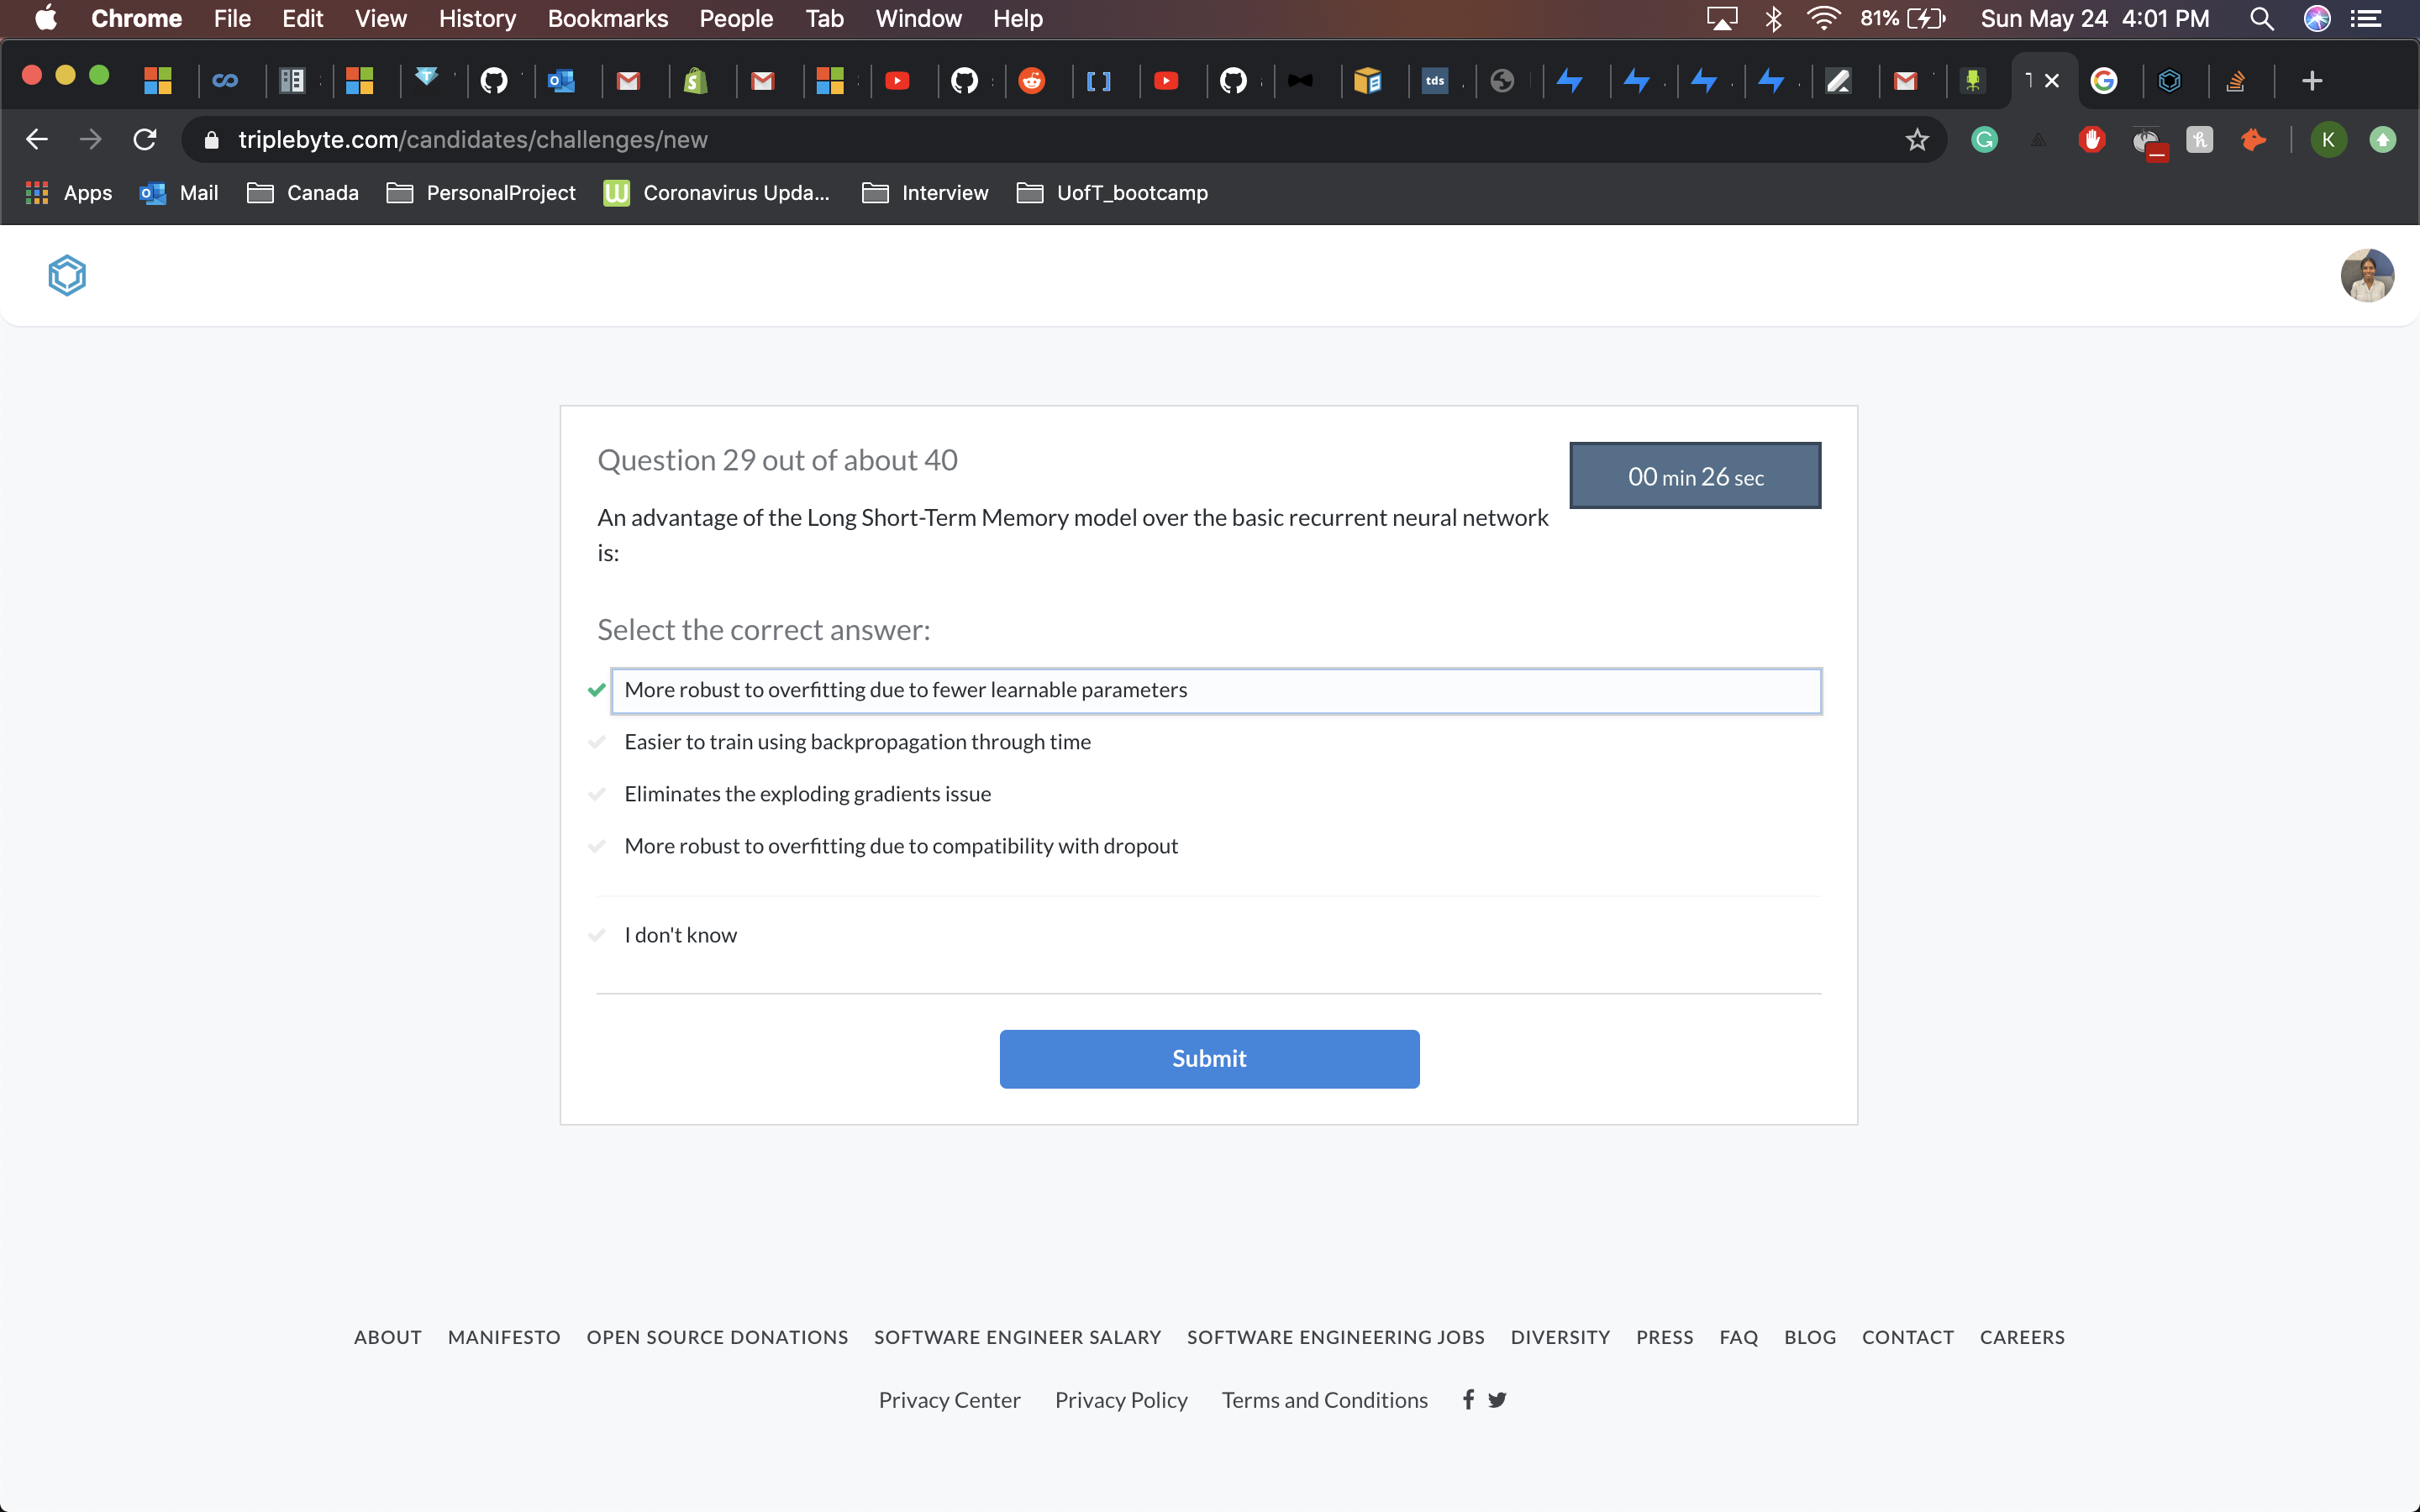 Chrome File Edit View History Bookmarks People Tab Window Help 81% Sun May 24 4:01 PM
tds
triplebyte.com/candidates/challenges/new K
Apps Mail Canada PersonalProject Coronavirus Upda... Interview UofT_bootcamp
Question 29 out of about 40
00 min 26 sec
An advantage of the Long Short-Term Memory model over the basic recurrent neural network
is:
Select the correct answer:
More robust to overfitting due to fewer learnable parameters
Easier to train using backpropagation through time
Eliminates the exploding gradients issue
More robust to overfitting due to compatibility with dropout
I don't know
Submit
ABOUT MANIFESTO OPEN SOURCE DONATIONS SOFTWARE ENGINEER SALARY SOFTWARE ENGINEERING JOBS DIVERSITY PRESS FAQ BLOG CONTACT CAREERS
Privacy Center Privacy Policy Terms and Conditions